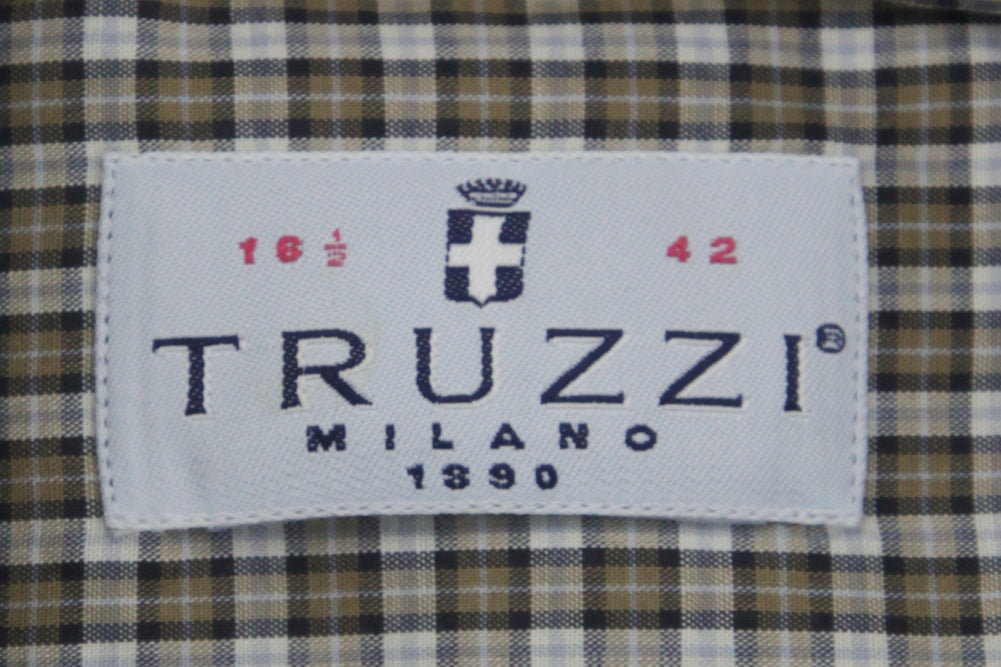 16 ½ 42
TRUZZI®
MILANO
1890